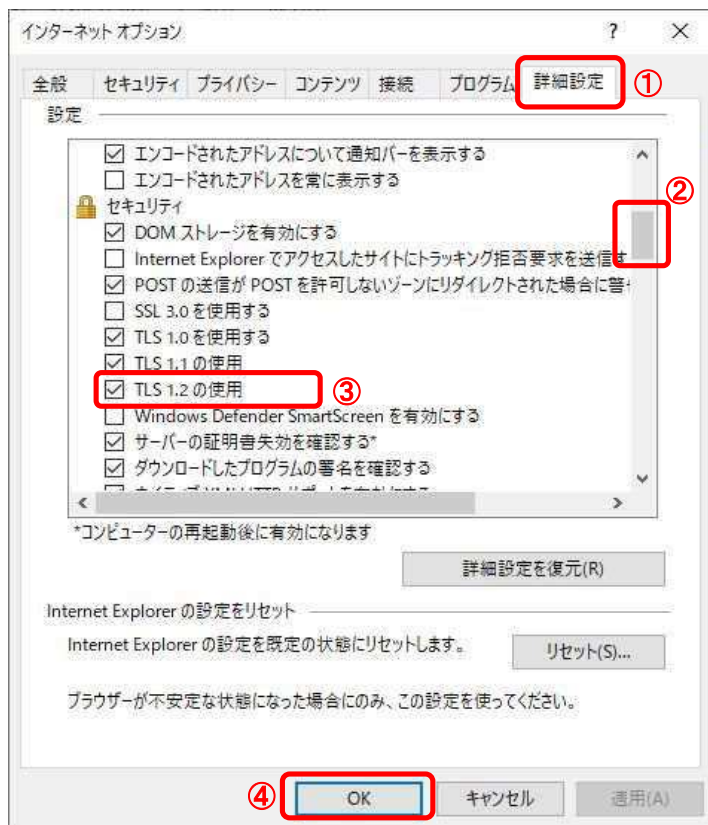 インターネット オプション ? ×
全般 セキュリティ プライバシー コンテンツ 接続 プログラム 詳細設定 ①
設定
エンコードされたアドレスについて通知バーを表示する
エンコードされたアドレスを常に表示する
②
セキュリティ
DOM ストレージを有効にする
Internet Explorer でアクセスしたサイトにトラッキング拒否要求を送信す
POST の送信が POST を許可しないゾーンにリダイレクトされた場合に警
SSL 3.0 を使用する
TLS 1.0 を使用する
TLS 1.1 の使用
TLS 1.2 の使用 ③
Windows Defender SmartScreen を有効にする
サーバーの証明書失効を確認する*
ダウンロードしたプログラムの署名を確認する
*コンピューターの再起動後に有効になります
詳細設定を復元(R)
Internet Explorer の設定をリセット
Internet Explorer の設定を既定の状態にリセットします。
リセット(S)...
ブラウザーが不安定な状態になった場合にのみ、この設定を使ってください。
④ OK キャンセル 適用(A)